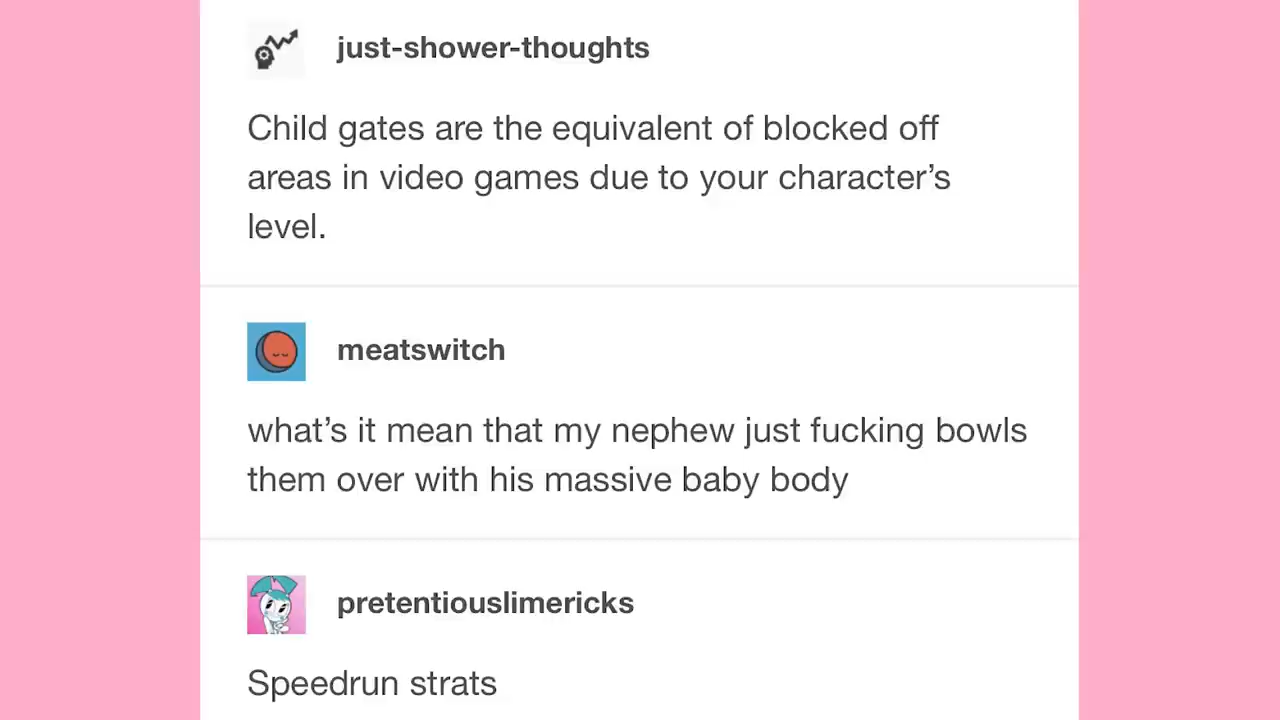 just-shower-thoughts
Child gates are the equivalent of blocked off
areas in video games due to your character’s
level.
meatswitch
what’s it mean that my nephew just fucking bowls
them over with his massive baby body
pretentiouslimericks
Speedrun strats